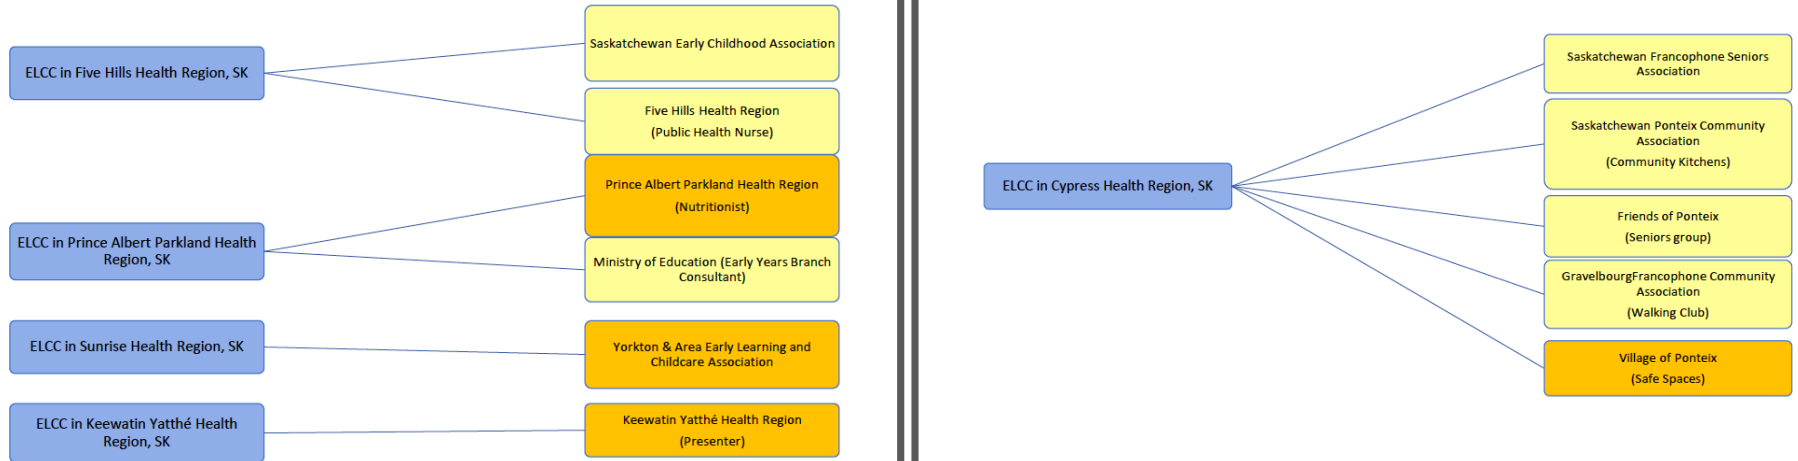 ELCC in Five Hills Health Region, SK
Saskatchewan Early Childhood Association
Five Hills Health Region
(Public Health Nurse)
ELCC in Prince Albert Parkland Health
Region, SK
Prince Albert Parkland Health Region
(Nutritionist)
Ministry of Education (Early Years Branch
Consultant)
ELCC in Sunrise Health Region, SK
Yorkton & Area Early Learning and
Childcare Association
ELCC in Keewatin Yatthé Health
Region, SK
Keewatin Yatthé Health Region
(Presenter)
ELCC in Cypress Health Region, SK
Saskatchewan Francophone Seniors
Association
Saskatchewan Ponteix Community
Association
(Community Kitchens)
Friends of Ponteix
(Seniors group)
GravelbourgFrancophone Community
Association
(Walking Club)
Village of Ponteix
(Safe Spaces)